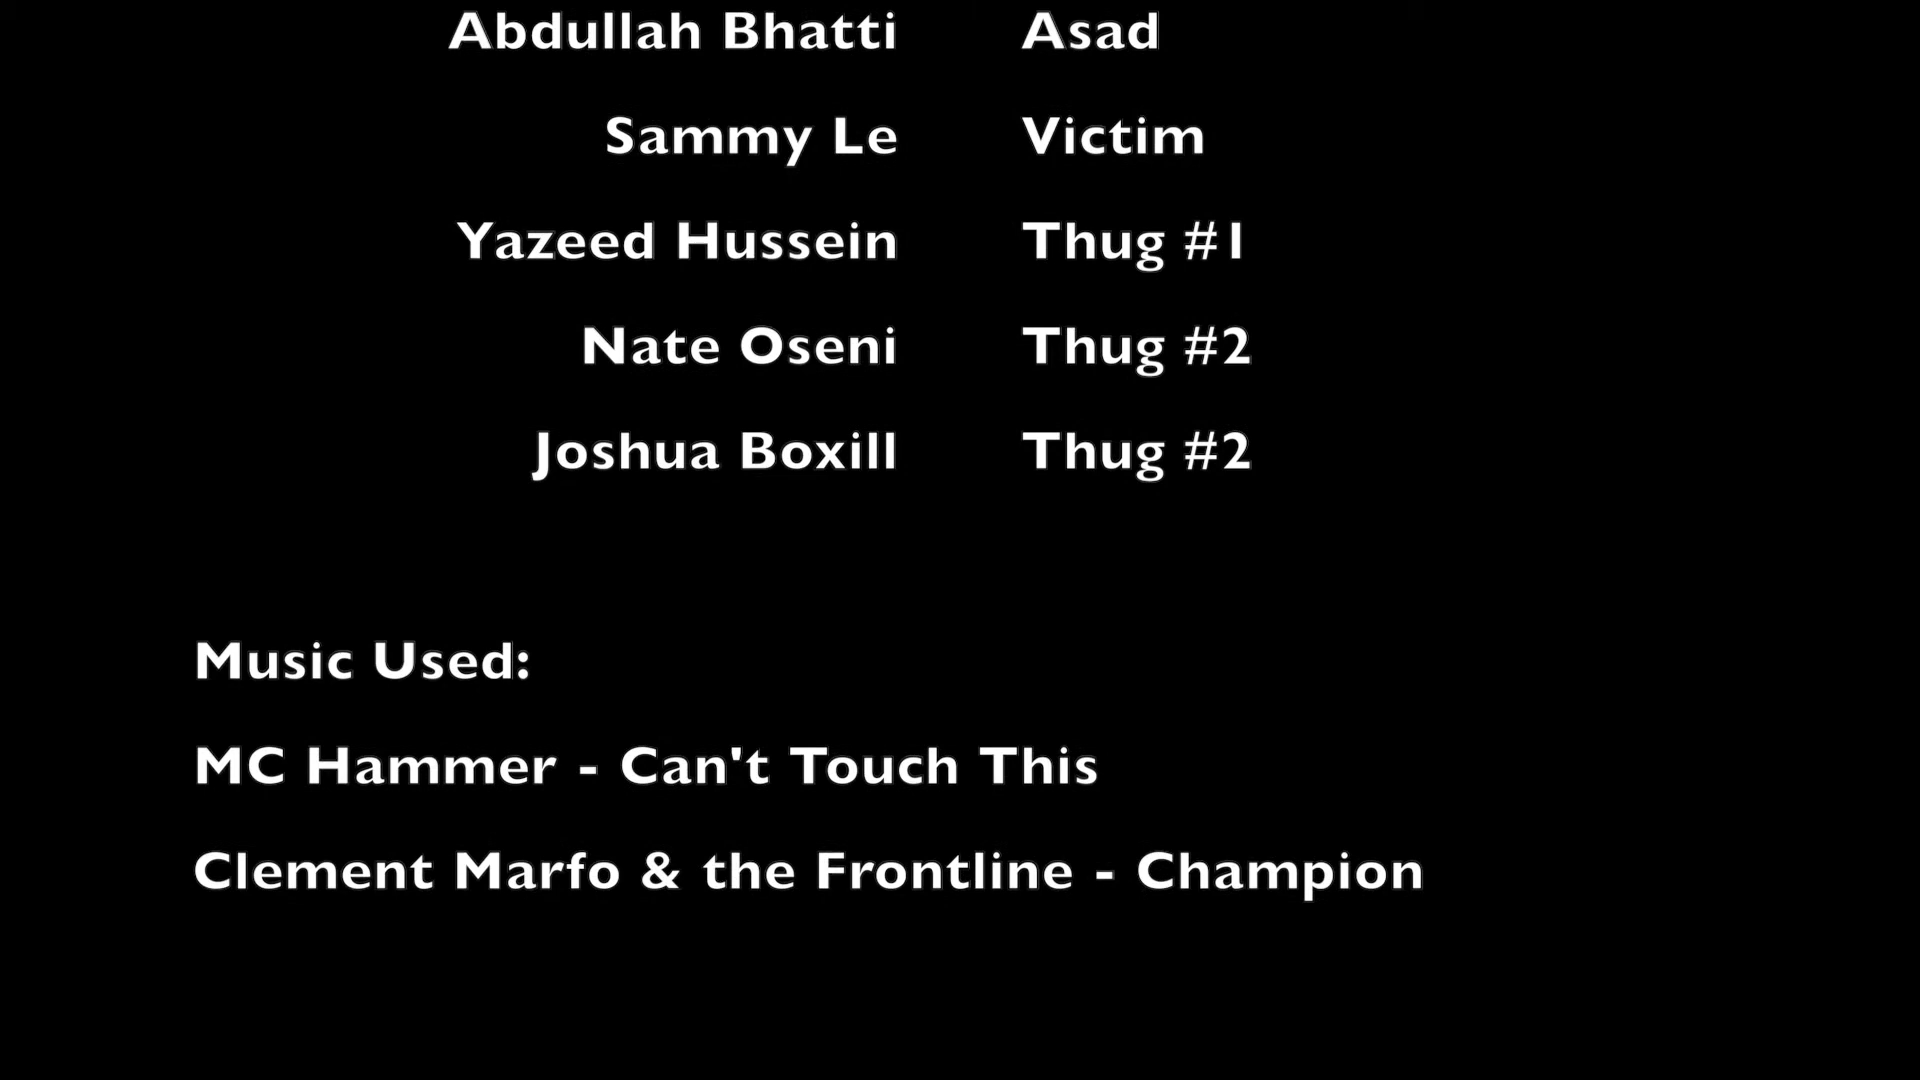 Abdullah Bhatti Asad
Sammy Le Victim
Yazeed Hussein Thug #1
Nate Oseni Thug #2
Joshua Boxill Thug #2
Music Used:
MC Hammer - Can't Touch This
Clement Marfo & the Frontline - Champion